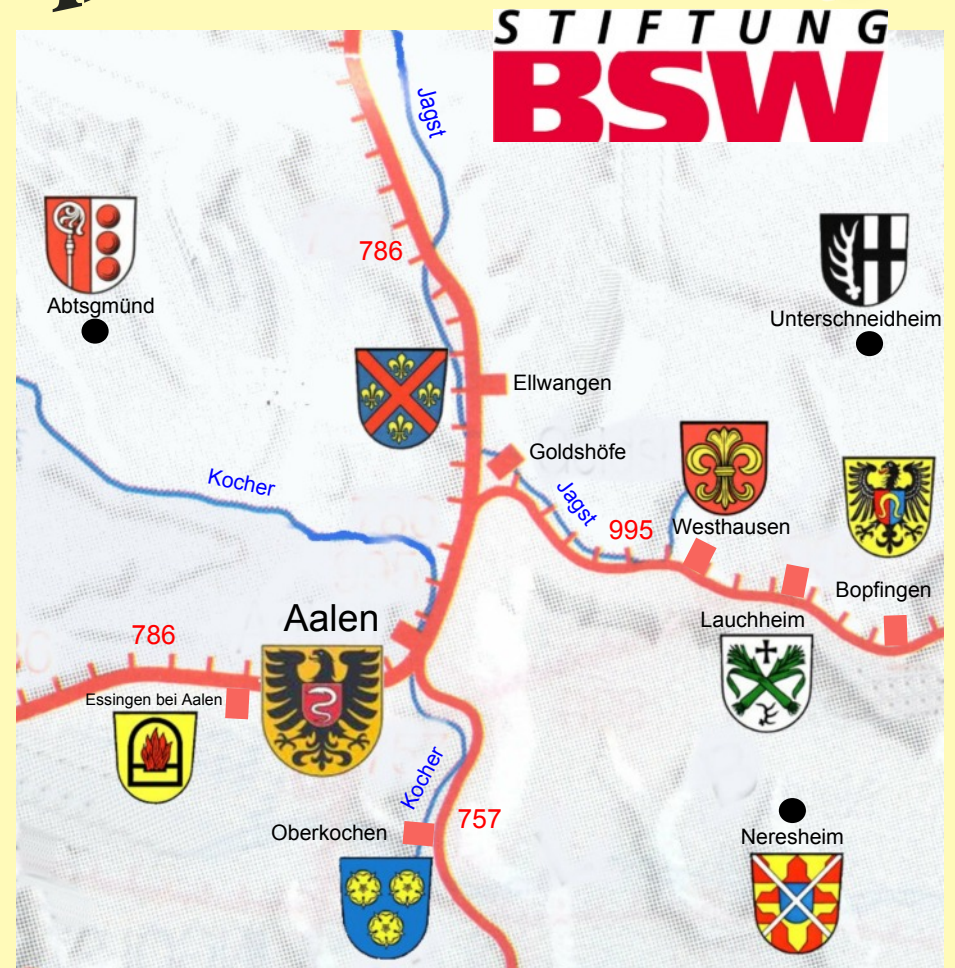 STIFTUNG
BSW
Jagst
786
Abtsgmünd
Unterschneidheim
Ellwangen
Goldshöfe
Kocher
Jagst
995
Westhausen
Bopfingen
Aalen
786
Lauchheim
Essingen bei Aalen
Kocher
757
Oberkochen
Neresheim